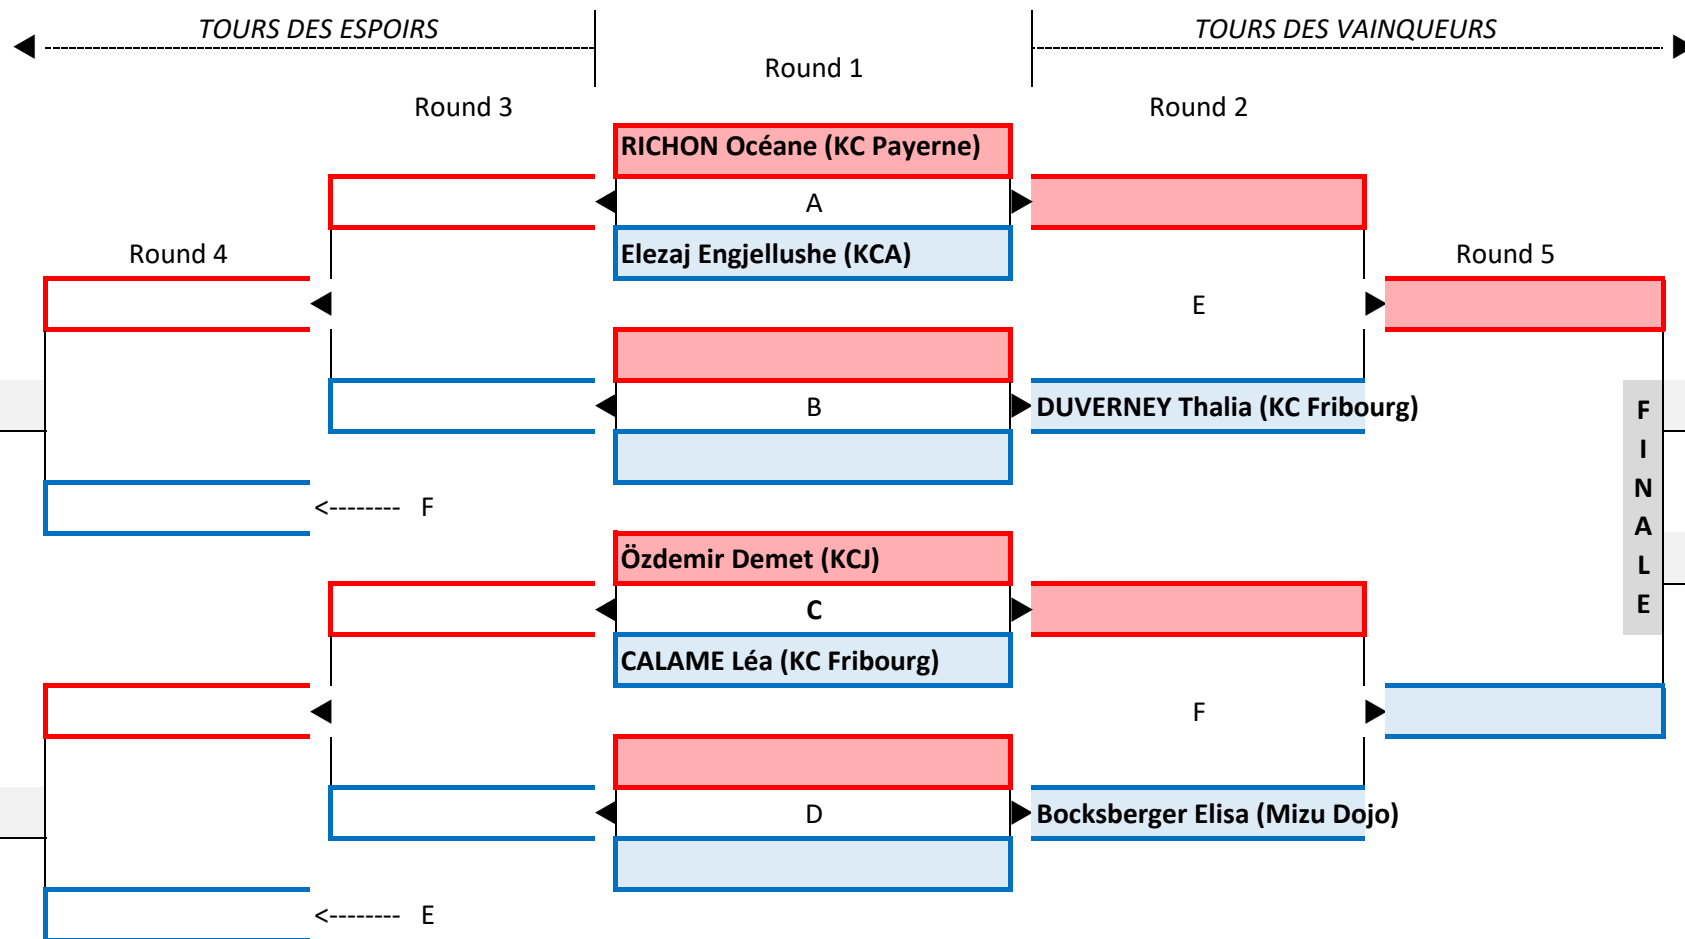 TOURS DES ESPOIRS
TOURS DES VAINQUEURS
Round 1
Round 3
Round 2
RICHON Océane (KC Payerne)
A
Elezaj Engjellushe (KCA)
Round 4
Round 5
E
B
DUVERNEY Thalia (KC Fribourg)
FINALE
<-------- F
Özdemir Demet (KCJ)
C
CALAME Léa (KC Fribourg)
F
D
Bocksberger Elisa (Mizu Dojo)
<-------- E